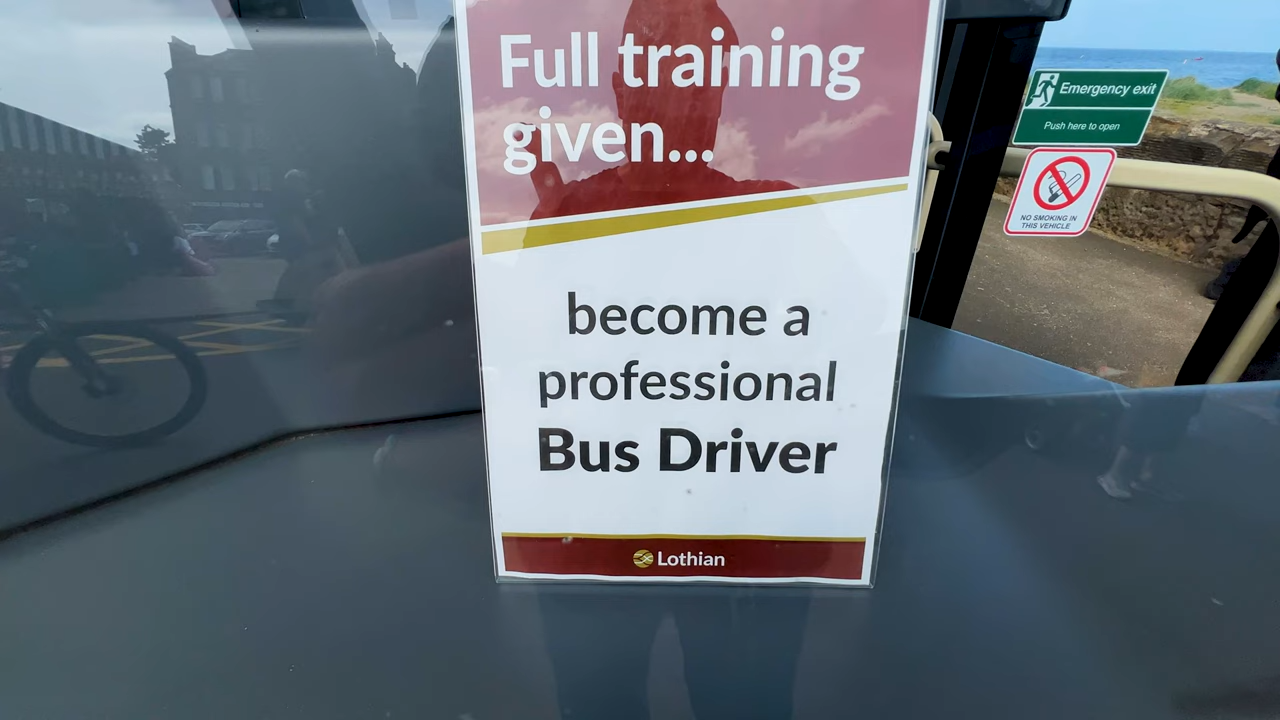 Full training
given...
become a
professional
Bus Driver
Lothian
Emergency exit
Push here to open
NO SMOKING IN
THIS VEHICLE